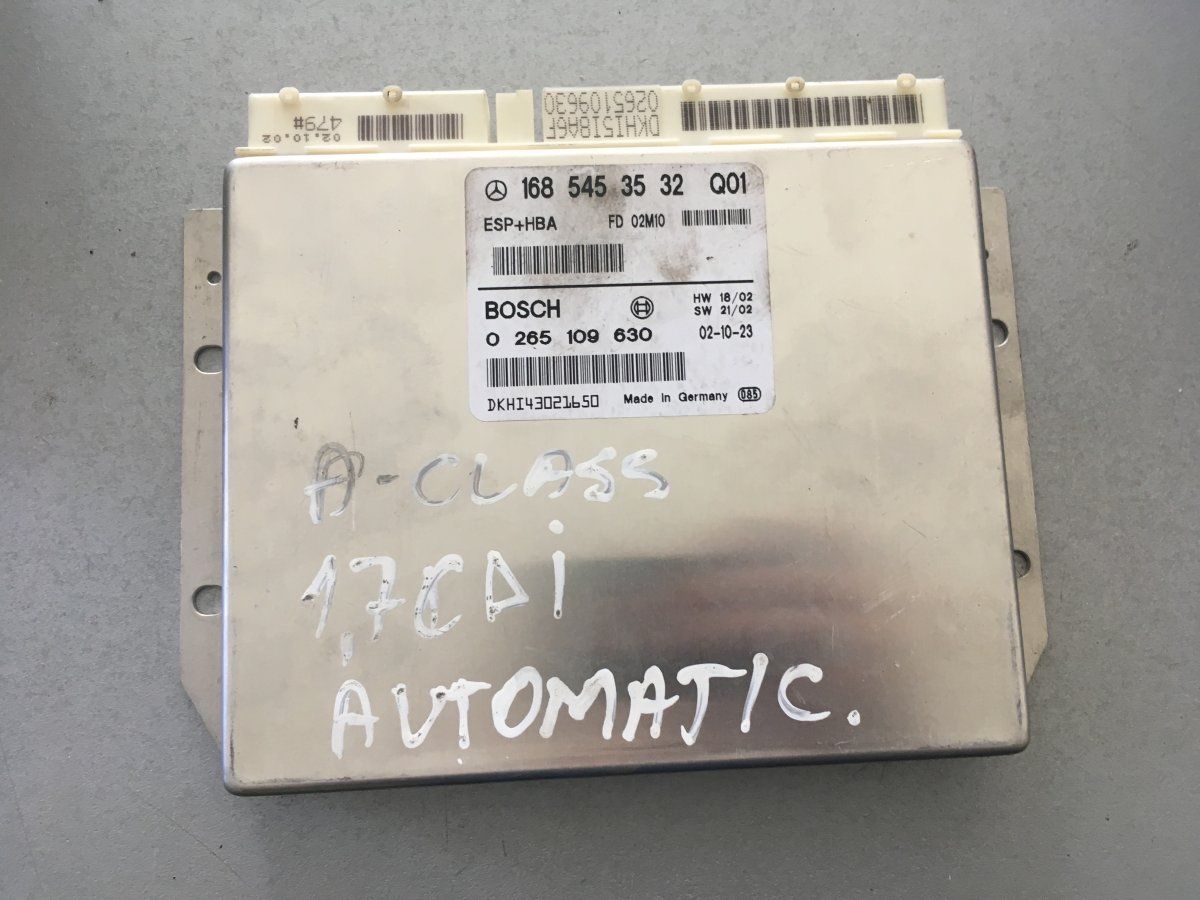 02.10.02
479#
DKHI5I8A6F
0265109630
168 545 35 32 Q01
ESP+HBA FD 02M10
BOSCH
HW 18/02
SW 21/02
0 265 109 630 02-10-23
DKHI43021650 Made in Germany 085
A-CLASS
1,7CDi
AUTOMATIC.